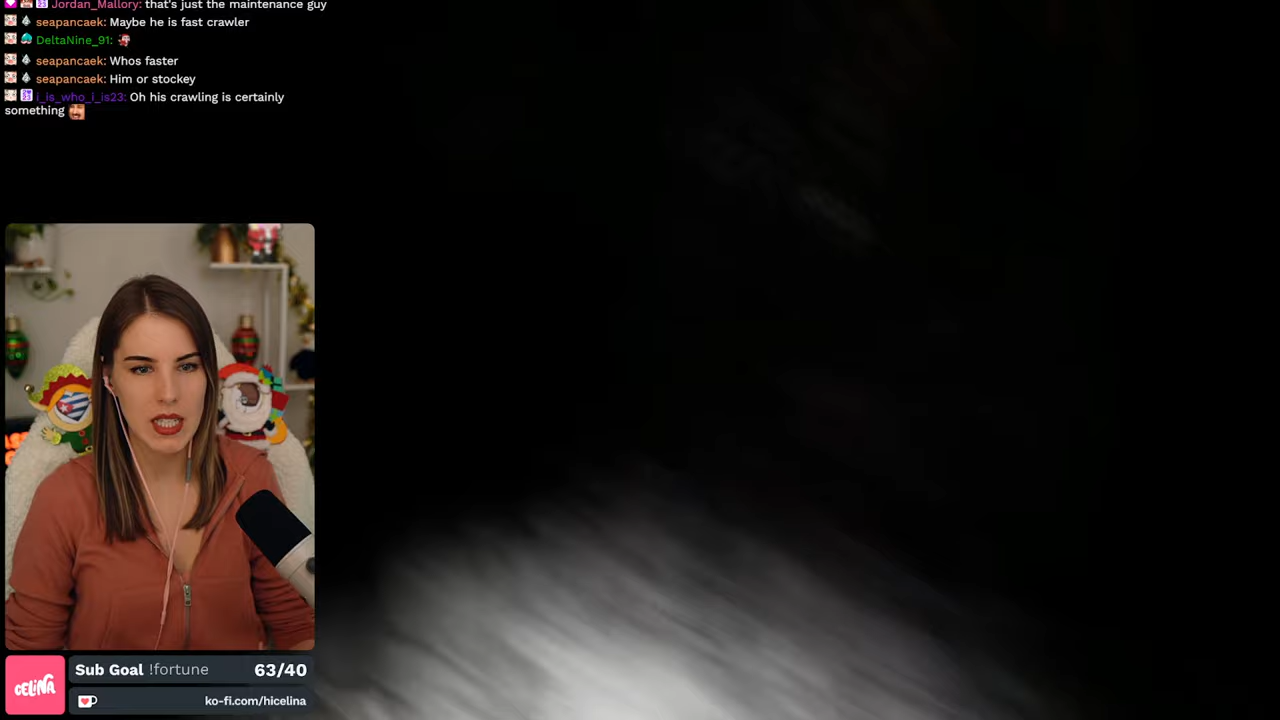 Jordan_Mallory: that's just the maintenance guy
seapancaek: Maybe he is fast crawler
DeltaNine_91:
seapancaek: Whos faster
seapancaek: Him or stockey
i_is_who_i_is23: Oh his crawling is certainly
something
CELINA
Sub Goal !fortune 63/40
ko-fi.com/hicelina